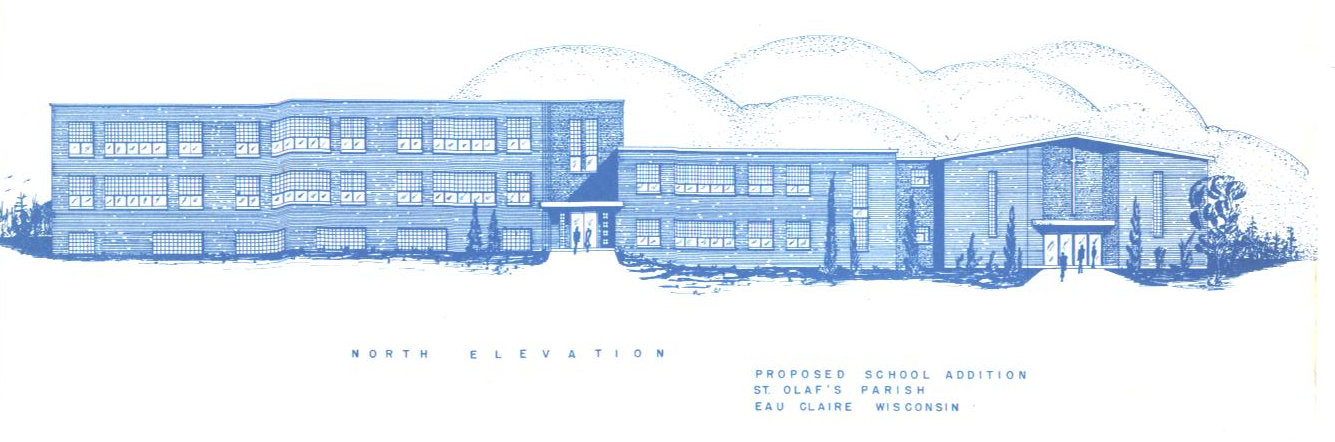 NORTH ELEVATION
PROPOSED SCHOOL ADDITION
ST. OLAF'S PARISH
EAU CLAIRE WISCONSIN